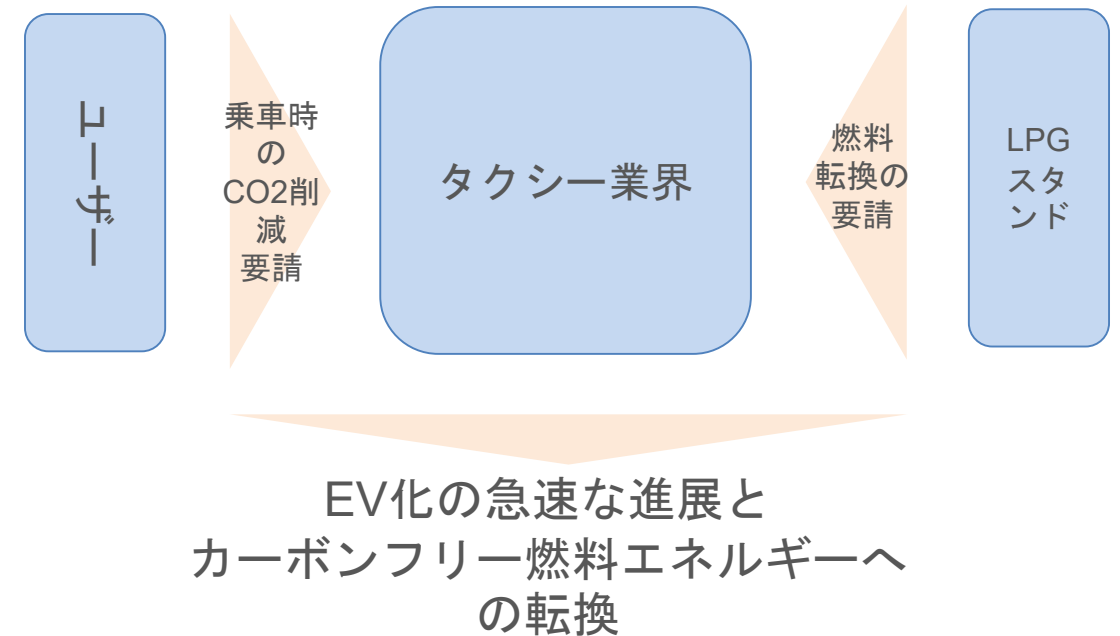 ユーザー
乗車時
の
CO2削
減
要請
タクシー業界
燃料
転換の
要請
LPG
スタ
ンド
EV化の急速な進展と
カーボンフリー燃料エネルギーへ
の転換